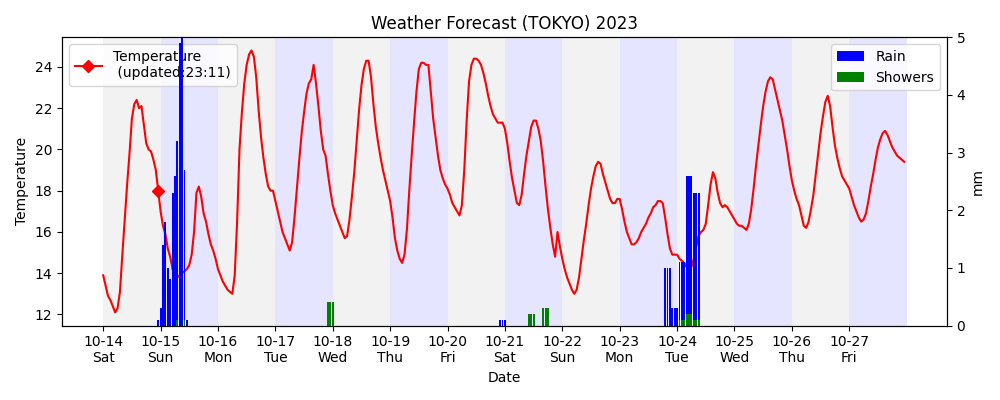 Weather Forecast (TOKYO) 2023
Temperature
(updated:23:11)
Rain
Showers
Temperature
24
22
20
18
16
14
12
5
4
3
2
1
0
mm
10-14 10-15 10-16 10-17 10-18 10-19 10-20 10-21 10-22 10-23 10-24 10-25 10-26 10-27
Sat Sun Mon Tue Wed Thu Fri Sat Sun Mon Tue Wed Thu Fri
Date